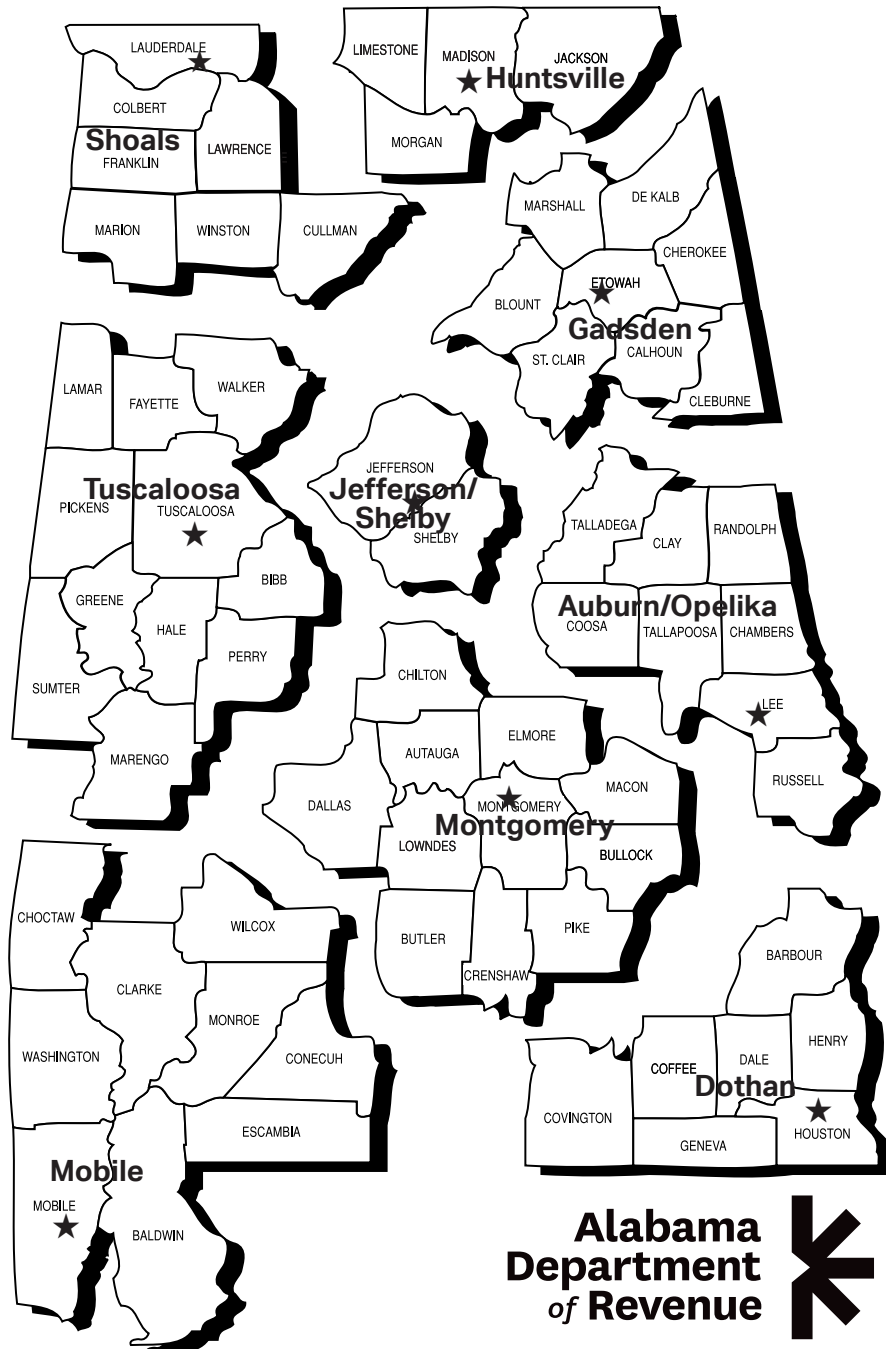 LAUDERDALE
COLBERT
Shoals
FRANKLIN
LAWRENCE
MARION
WINSTON
CULLMAN
LIMESTONE
MADISON
JACKSON
Huntsville
MORGAN
MARSHALL
DE KALB
CHEROKEE
ETOWAH
BLOUNT
Gadsden
ST. CLAIR
CALHOUN
CLEBURNE
LAMAR
FAYETTE
WALKER
Tuscaloosa
PICKENS
TUSCALOOSA
BIBB
GREENE
HALE
PERRY
SUMTER
MARENGO
JEFFERSON
Jefferson/
Shelby
SHELBY
TALLADEGA
CLAY
RANDOLPH
Auburn/Opelika
COOSA
TALLAPOOSA
CHAMBERS
LEE
RUSSELL
CHILTON
AUTAUGA
ELMORE
DALLAS
MONTGOMERY
MACON
Montgomery
LOWNDES
BULLOCK
BUTLER
PIKE
CRENSHAW
CHOCTAW
WILCOX
CLARKE
MONROE
WASHINGTON
CONECUH
ESCAMBIA
Mobile
MOBILE
BALDWIN
BARBOUR
HENRY
COFFEE
DALE
Dothan
COVINGTON
HOUSTON
GENEVA
Alabama
Department
of Revenue